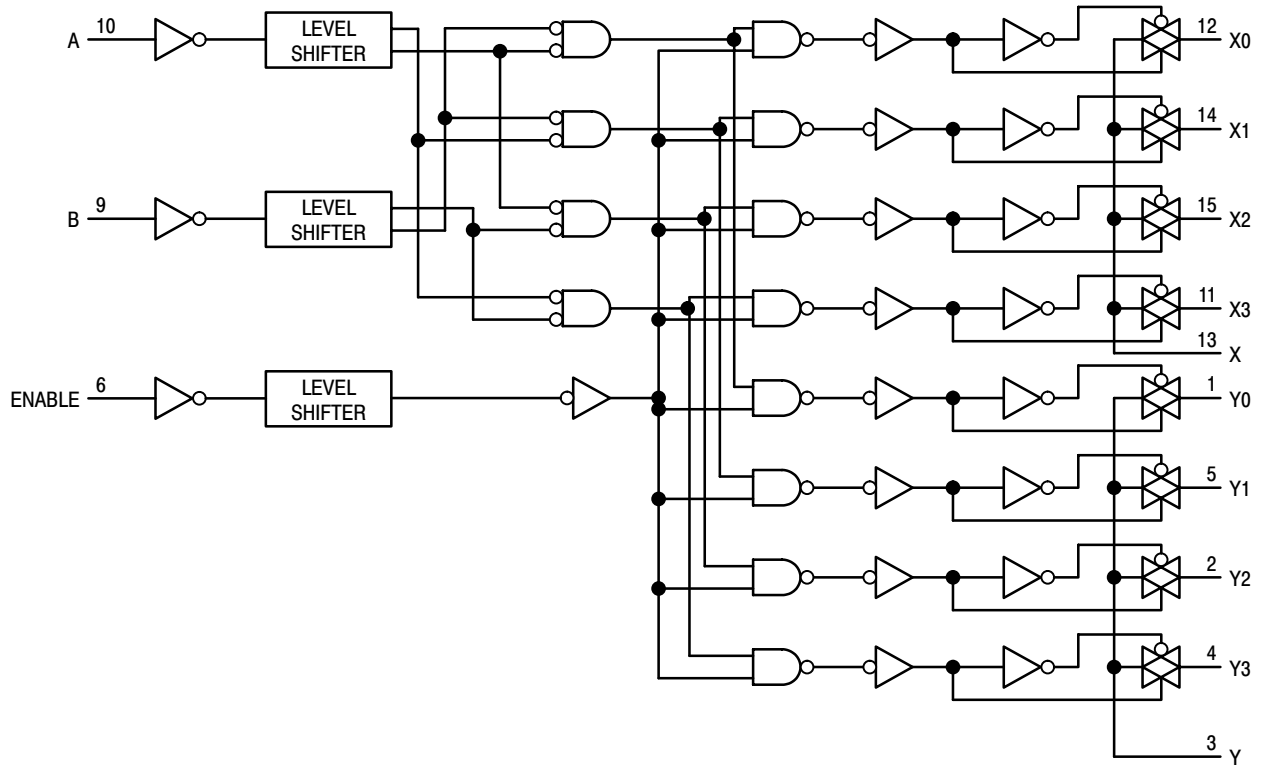 A 10 LEVEL SHIFTER 12 X0
14 X1
B 9 LEVEL SHIFTER 15 X2
11 X3
13 X
ENABLE 6 LEVEL SHIFTER 1 Y0
5 Y1
2 Y2
4 Y3
3 Y